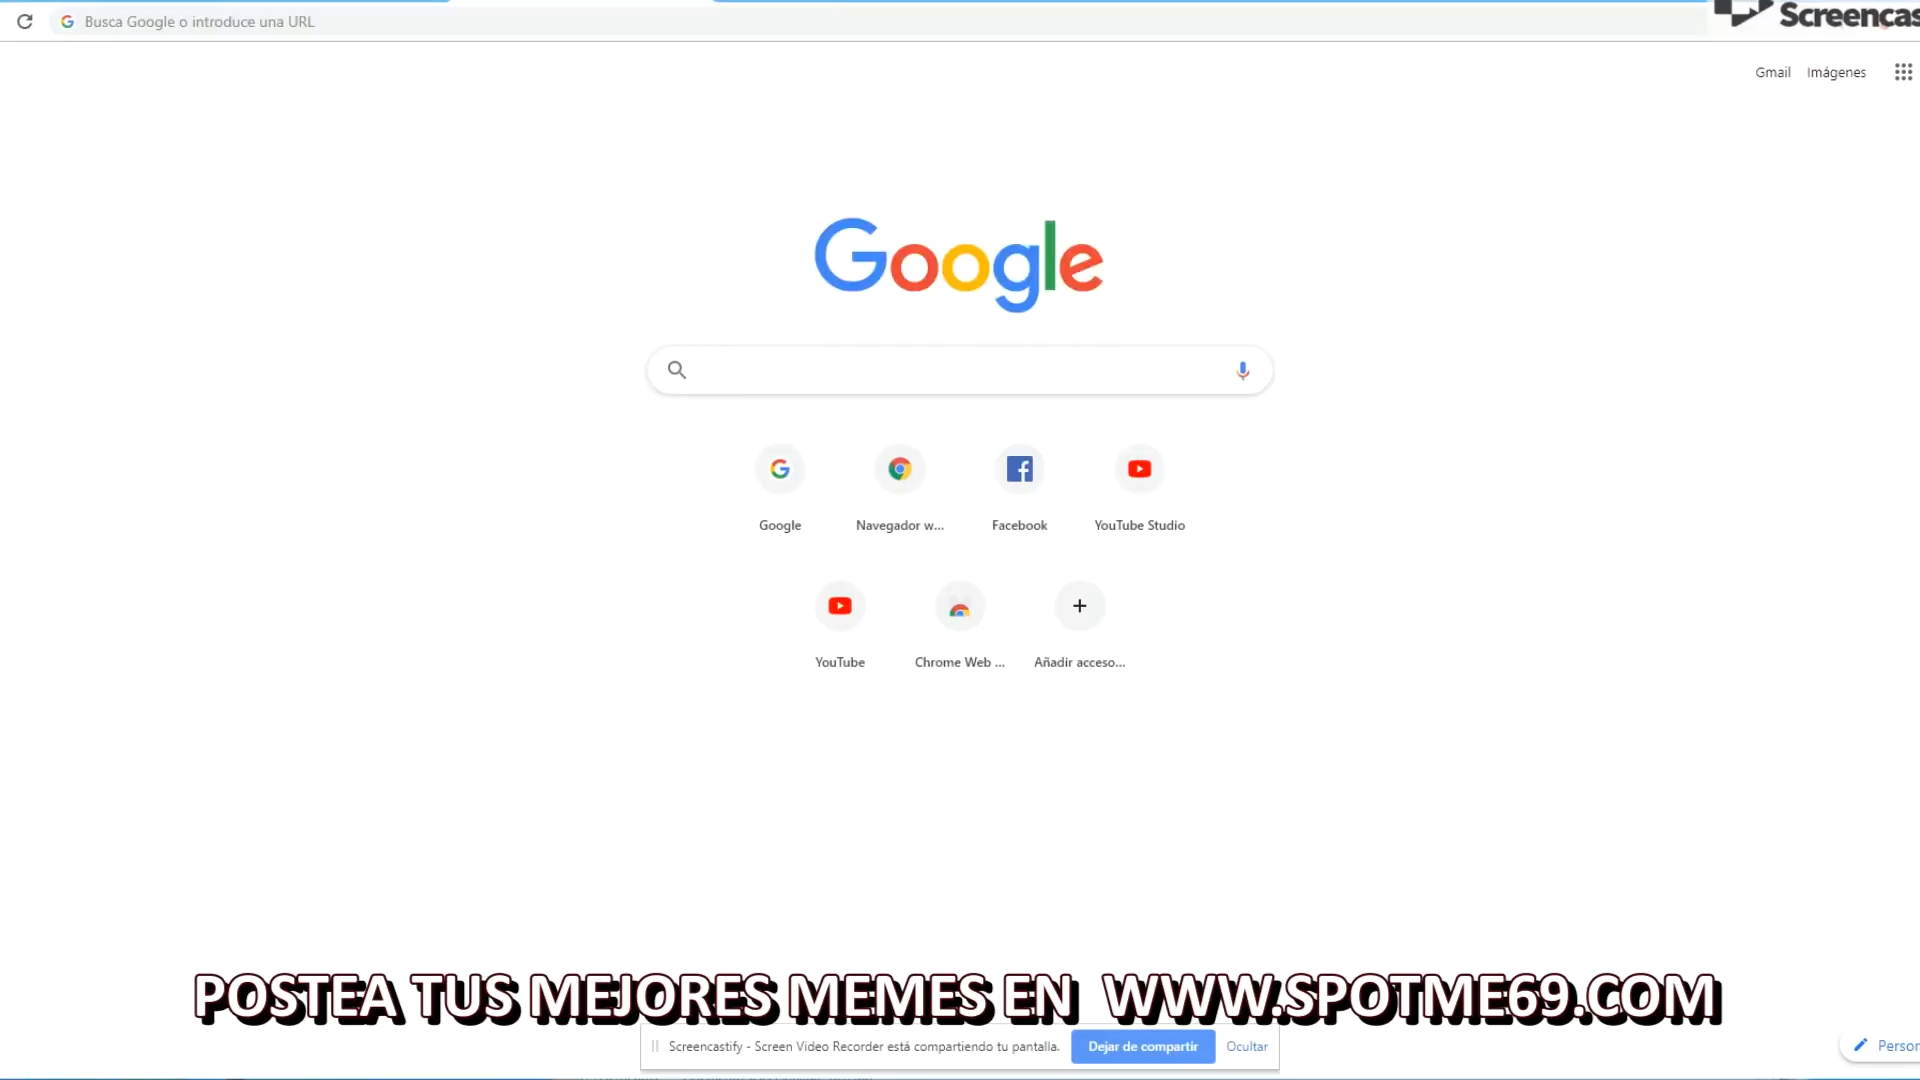 Busca Google o introduce una URL
Screencas
Gmail Imágenes
Google
Google
Navegador w...
Facebook
YouTube Studio
YouTube
Chrome Web ...
Añadir acceso...
POSTEA TUS MEJORES MEMES EN WWW.SPOTME69.COM
Screencastify - Screen Video Recorder está compartiendo tu pantalla.
Dejar de compartir
Ocultar
Person